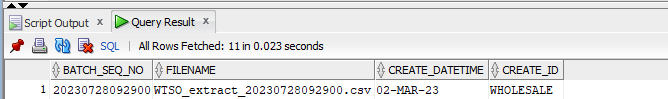 Script Output × Query Result ×
SQL | All Rows Fetched: 11 in 0.023 seconds
BATCH_SEQ_NO FILENAME CREATE_DATETIME CREATE_ID
1 20230728092900 WTSO_extract_20230728092900.csv 02-MAR-23 WHOLESALE